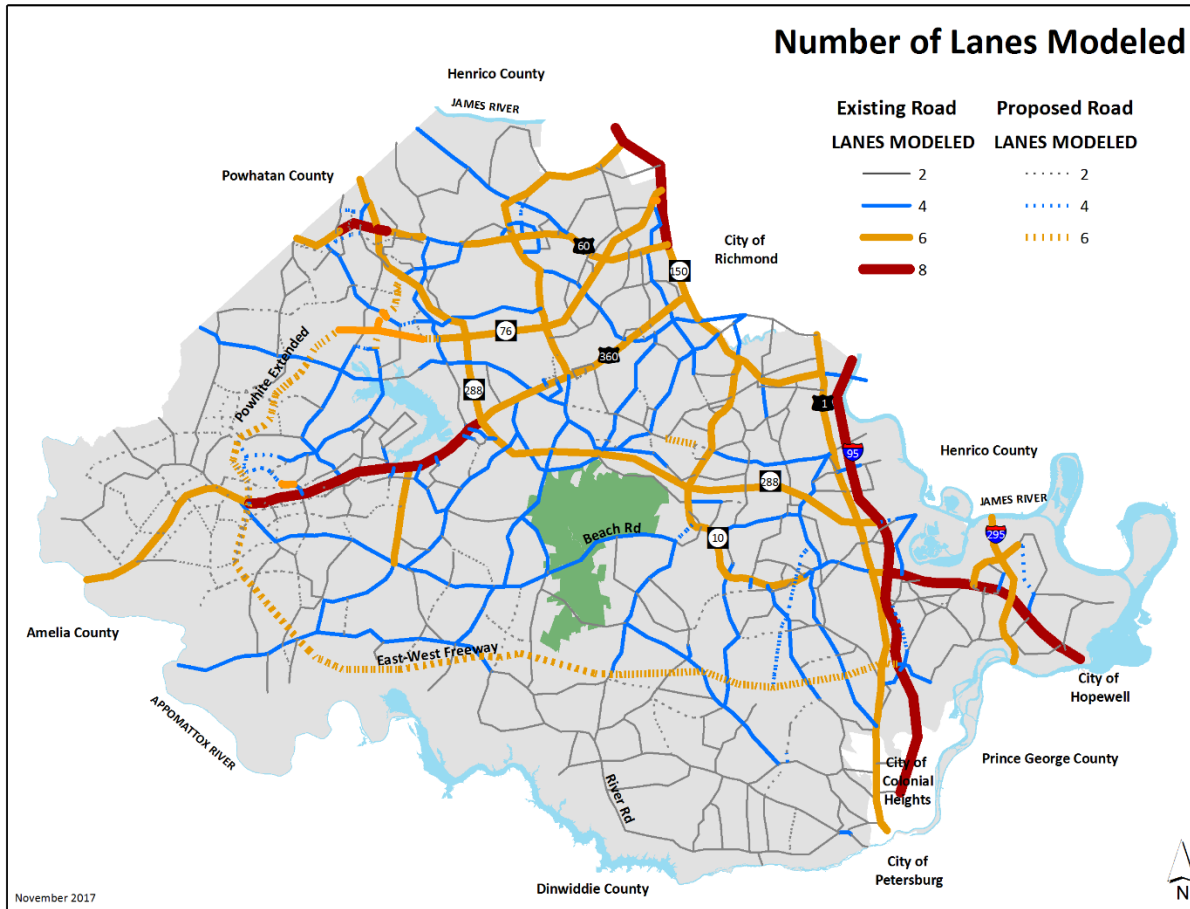 Number of Lanes Modeled
Henrico County
JAMES RIVER
Existing Road
Proposed Road
LANES MODELED
LANES MODELED
2
2
4
4
6
6
8
Powhatan County
60
City of
Richmond
150
76
360
Powhite Extended
288
1
95
Henrico County
288
JAMES RIVER
295
Beach Rd
10
Amelia County
East-West Freeway
City of
Hopewell
APPOMATTOX RIVER
Prince George County
City of
Colonial
Heights
River Rd
City of
Petersburg
Dinwiddie County
November 2017
N